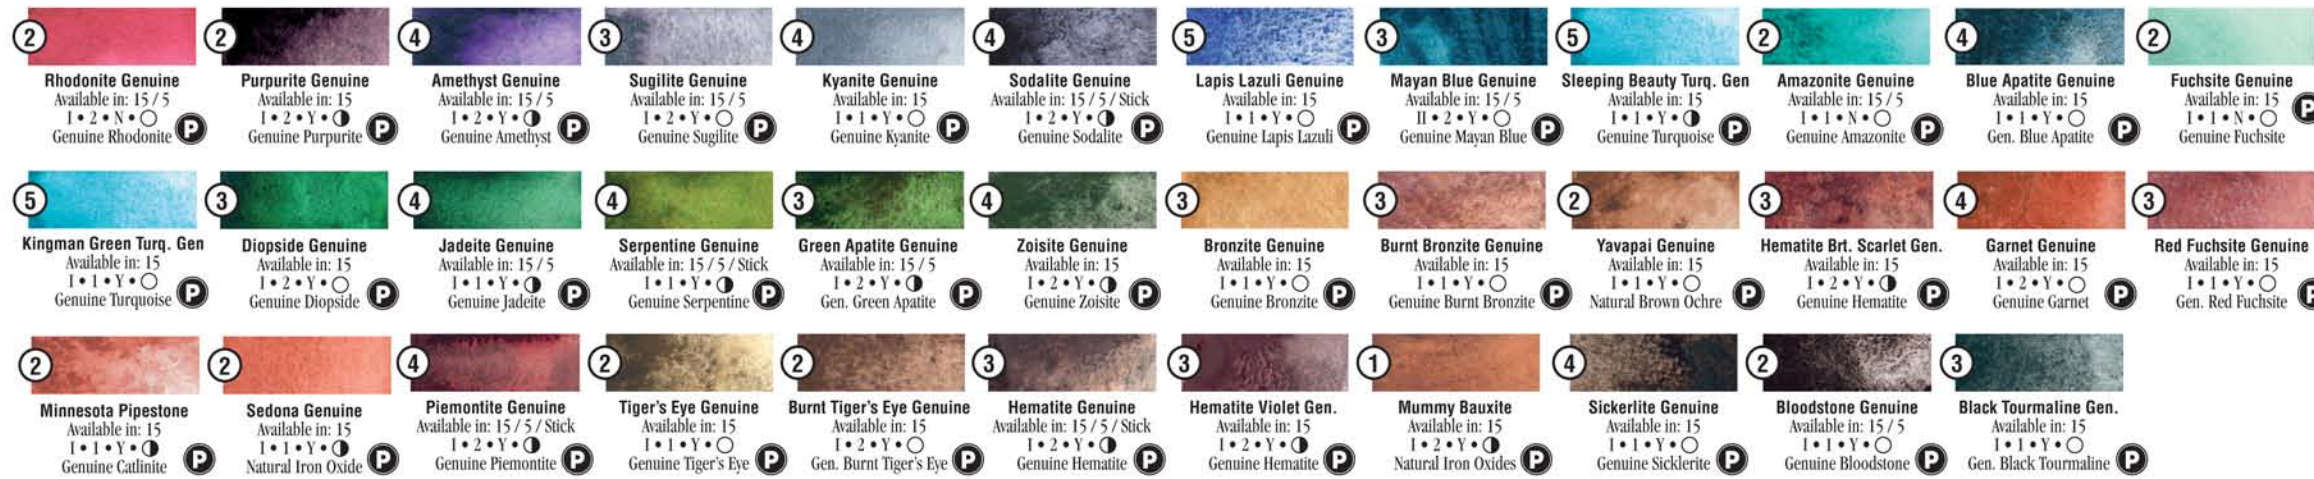 2
Rhodonite Genuine
Available in: 15 / 5
I • 2 • N • ○
Genuine Rhodonite
P
2
Purpurite Genuine
Available in: 15
I • 2 • Y • ◑
Genuine Purpurite
P
4
Amethyst Genuine
Available in: 15 / 5
I • 2 • Y • ◑
Genuine Amethyst
P
3
Sugilite Genuine
Available in: 15 / 5
I • 2 • Y • ○
Genuine Sugilite
P
4
Kyanite Genuine
Available in: 15
I • 1 • Y • ○
Genuine Kyanite
P
4
Sodalite Genuine
Available in: 15 / 5 / Stick
I • 2 • Y • ◑
Genuine Sodalite
P
5
Lapis Lazuli Genuine
Available in: 15
I • 1 • Y • ○
Genuine Lapis Lazuli
P
3
Mayan Blue Genuine
Available in: 15 / 5
II • 2 • Y • ○
Genuine Mayan Blue
P
5
Sleeping Beauty Turq. Gen
Available in: 15
I • 1 • Y • ◑
Genuine Turquoise
P
2
Amazonite Genuine
Available in: 15 / 5
I • 1 • N • ○
Genuine Amazonite
P
4
Blue Apatite Genuine
Available in: 15
I • 1 • Y • ○
Gen. Blue Apatite
P
2
Fuchsite Genuine
Available in: 15
I • 1 • N • ○
Genuine Fuchsite
P
5
Kingman Green Turq. Gen
Available in: 15
I • 1 • Y • ○
Genuine Turquoise
P
3
Diopside Genuine
Available in: 15
I • 2 • Y • ○
Genuine Diopside
P
4
Jadeite Genuine
Available in: 15 / 5
I • 1 • Y • ◑
Genuine Jadeite
P
4
Serpentine Genuine
Available in: 15 / 5 / Stick
I • 1 • Y • ◑
Genuine Serpentine
P
3
Green Apatite Genuine
Available in: 15 / 5
I • 2 • Y • ◑
Gen. Green Apatite
P
4
Zoisite Genuine
Available in: 15
I • 2 • Y • ◑
Genuine Zoisite
P
3
Bronzite Genuine
Available in: 15
I • 1 • Y • ○
Genuine Bronzite
P
3
Burnt Bronzite Genuine
Available in: 15
I • 1 • Y • ○
Genuine Burnt Bronzite
P
2
Yavapai Genuine
Available in: 15
I • 1 • Y • ○
Natural Brown Ochre
P
3
Hematite Brt. Scarlet Gen.
Available in: 15
I • 2 • Y • ◑
Genuine Hematite
P
4
Garnet Genuine
Available in: 15
I • 2 • Y • ○
Genuine Garnet
P
3
Red Fuchsite Genuine
Available in: 15
I • 1 • Y • ○
Gen. Red Fuchsite
P
2
Minnesota Pipestone
Available in: 15
I • 1 • Y • ◑
Genuine Catlinite
P
2
Sedona Genuine
Available in: 15
I • 1 • Y • ◑
Natural Iron Oxide
P
4
Piemontite Genuine
Available in: 15 / 5 / Stick
I • 2 • Y • ◑
Genuine Piemontite
P
2
Tiger's Eye Genuine
Available in: 15
I • 1 • Y • ○
Genuine Tiger's Eye
P
2
Burnt Tiger's Eye Genuine
Available in: 15
I • 2 • Y • ○
Gen. Burnt Tiger's Eye
P
3
Hematite Genuine
Available in: 15 / 5 / Stick
I • 2 • Y • ◑
Genuine Hematite
P
3
Hematite Violet Gen.
Available in: 15
I • 2 • Y • ◑
Genuine Hematite
P
1
Mummy Bauxite
Available in: 15
I • 2 • Y • ◑
Natural Iron Oxides
P
4
Sickerlite Genuine
Available in: 15
I • 1 • Y • ○
Genuine Sicklerite
P
2
Bloodstone Genuine
Available in: 15 / 5
I • 1 • Y • ○
Genuine Bloodstone
P
3
Black Tourmaline Gen.
Available in: 15
I • 1 • Y • ○
Gen. Black Tourmaline
P